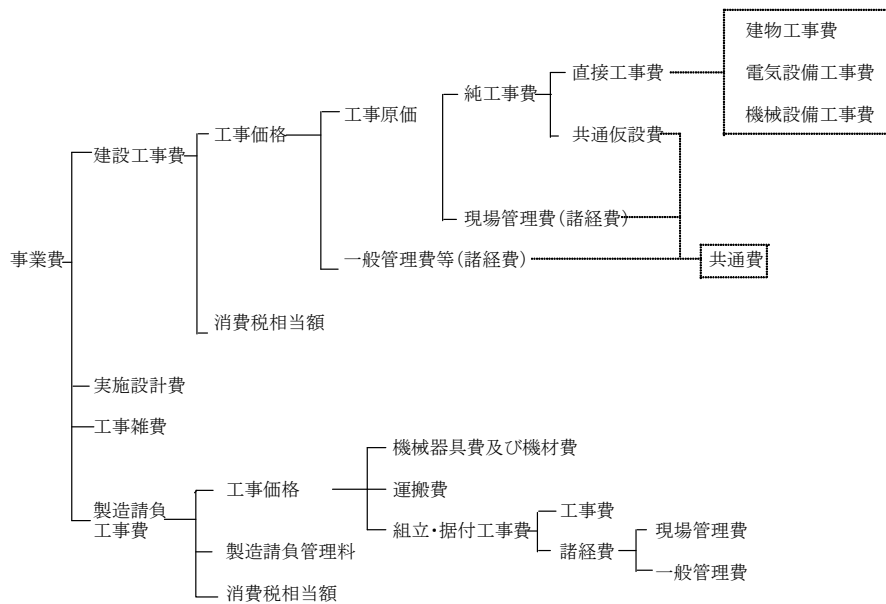 建物工事費
直接工事費
電気設備工事費
純工事費
工事原価
機械設備工事費
工事価格
共通仮設費
建設工事費
現場管理費(諸経費)
事業費
一般管理費等(諸経費)
共通費
消費税相当額
実施設計費
工事雑費
機械器具費及び機材費
工事価格
運搬費
製造請負
工事費
組立・据付工事費
工事費
現場管理費
製造請負管理料
諸経費
一般管理費
消費税相当額